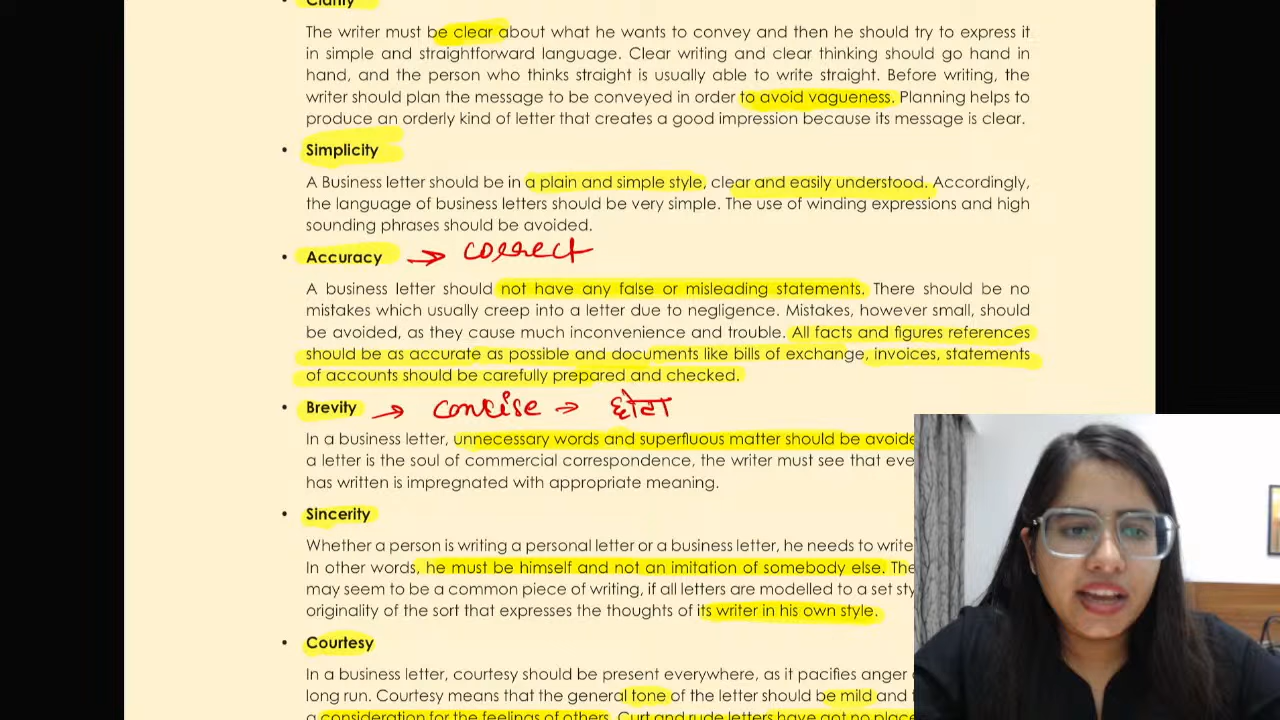 • Clarity
The writer must be clear about what he wants to convey and then he should try to express it
in simple and straightforward language. Clear writing and clear thinking should go hand in
hand, and the person who thinks straight is usually able to write straight. Before writing, the
writer should plan the message to be conveyed in order to avoid vagueness. Planning helps to
produce an orderly kind of letter that creates a good impression because its message is clear.
• Simplicity
A Business letter should be in a plain and simple style, clear and easily understood. Accordingly,
the language of business letters should be very simple. The use of winding expressions and high
sounding phrases should be avoided.
• Accuracy → correct
A business letter should not have any false or misleading statements. There should be no
mistakes which usually creep into a letter due to negligence. Mistakes, however small, should
be avoided, as they cause much inconvenience and trouble. All facts and figures references
should be as accurate as possible and documents like bills of exchange, invoices, statements
of accounts should be carefully prepared and checked.
• Brevity → concise → छोटा
In a business letter, unnecessary words and superfluous matter should be avoide
a letter is the soul of commercial correspondence, the writer must see that eve
has written is impregnated with appropriate meaning.
• Sincerity
Whether a person is writing a personal letter or a business letter, he needs to write
In other words, he must be himself and not an imitation of somebody else. The
may seem to be a common piece of writing, if all letters are modelled to a set sty
originality of the sort that expresses the thoughts of its writer in his own style.
• Courtesy
In a business letter, courtesy should be present everywhere, as it pacifies anger
long run. Courtesy means that the general tone of the letter should be mild and
a consideration for the feelings of others. Curt and rude letters have got no place